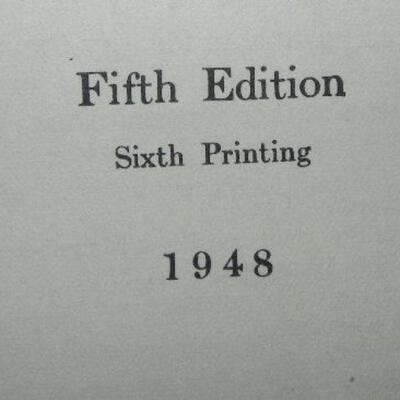 Fifth Edition
Sixth Printing
1948